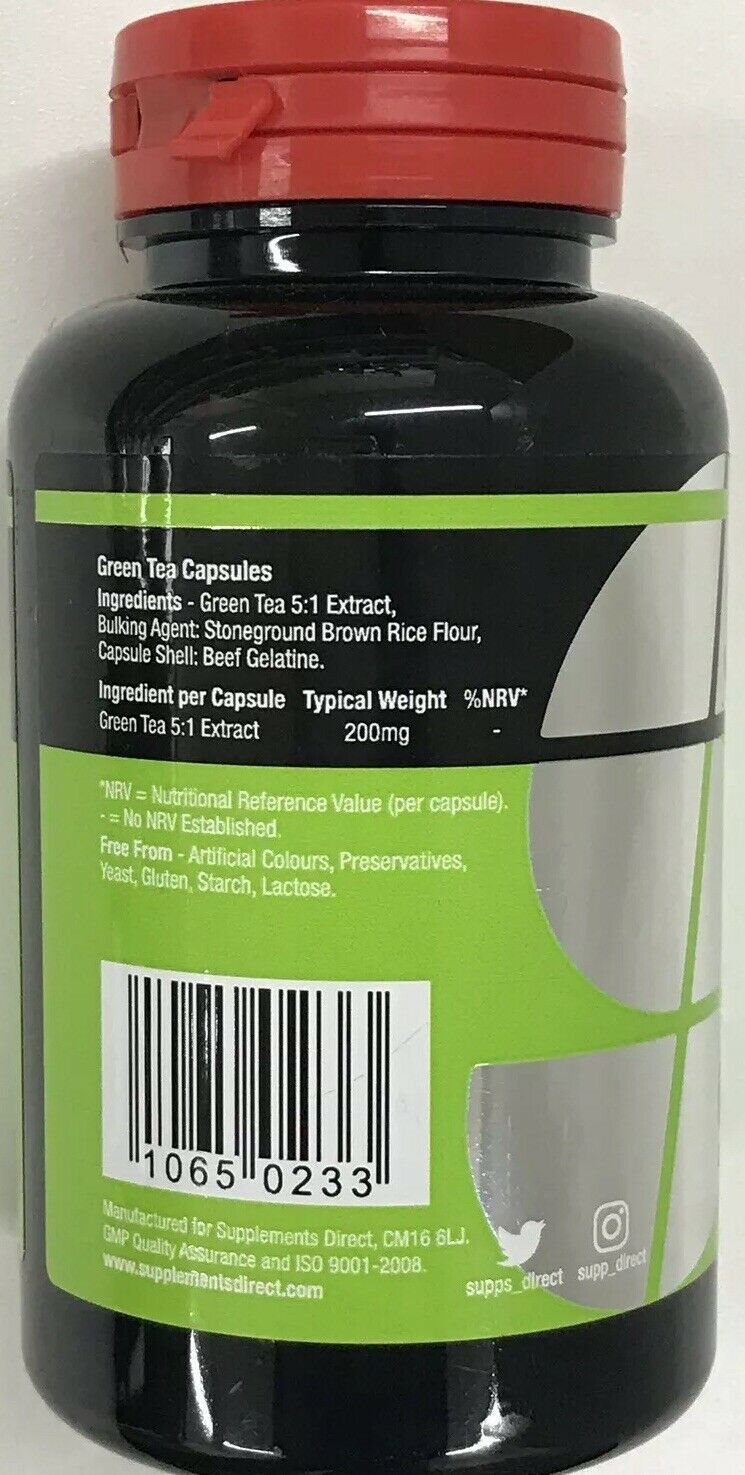 Green Tea Capsules
Ingredients - Green Tea 5:1 Extract,
Bulking Agent: Stoneground Brown Rice Flour,
Capsule Shell: Beef Gelatine.
Ingredient per Capsule Typical Weight %NRV*
Green Tea 5:1 Extract 200mg -
*NRV = Nutritional Reference Value (per capsule).
- = No NRV Established.
Free From - Artificial Colours, Preservatives,
Yeast, Gluten, Starch, Lactose.
1065 0233
Manufactured for Supplements Direct, CM16 6LJ.
GMP Quality Assurance and ISO 9001-2008.
www.supplementsdirect.com
supps_direct supp_direct